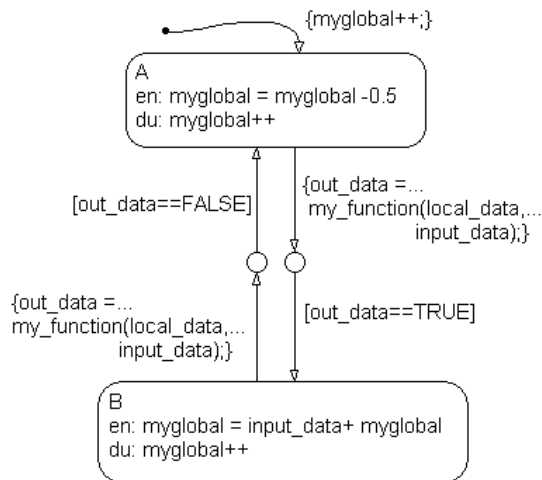 {myglobal++;}
A
en: myglobal = myglobal -0.5
du: myglobal++
[out_data==FALSE]
{out_data =...
my_function(local_data,...
input_data);}
{out_data =...
my_function(local_data,...
input_data);}
[out_data==TRUE]
B
en: myglobal = input_data+ myglobal
du: myglobal++